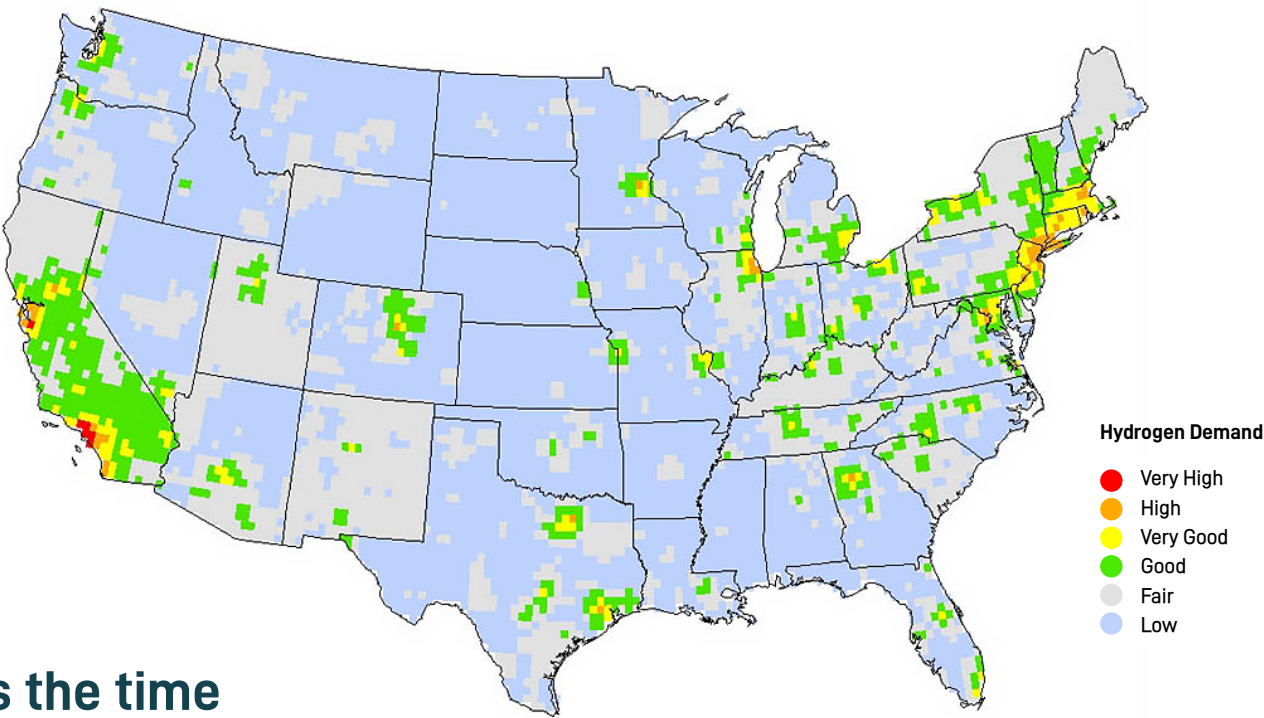 Hydrogen Demand
Very High
High
Very Good
Good
Fair
Low
s the time